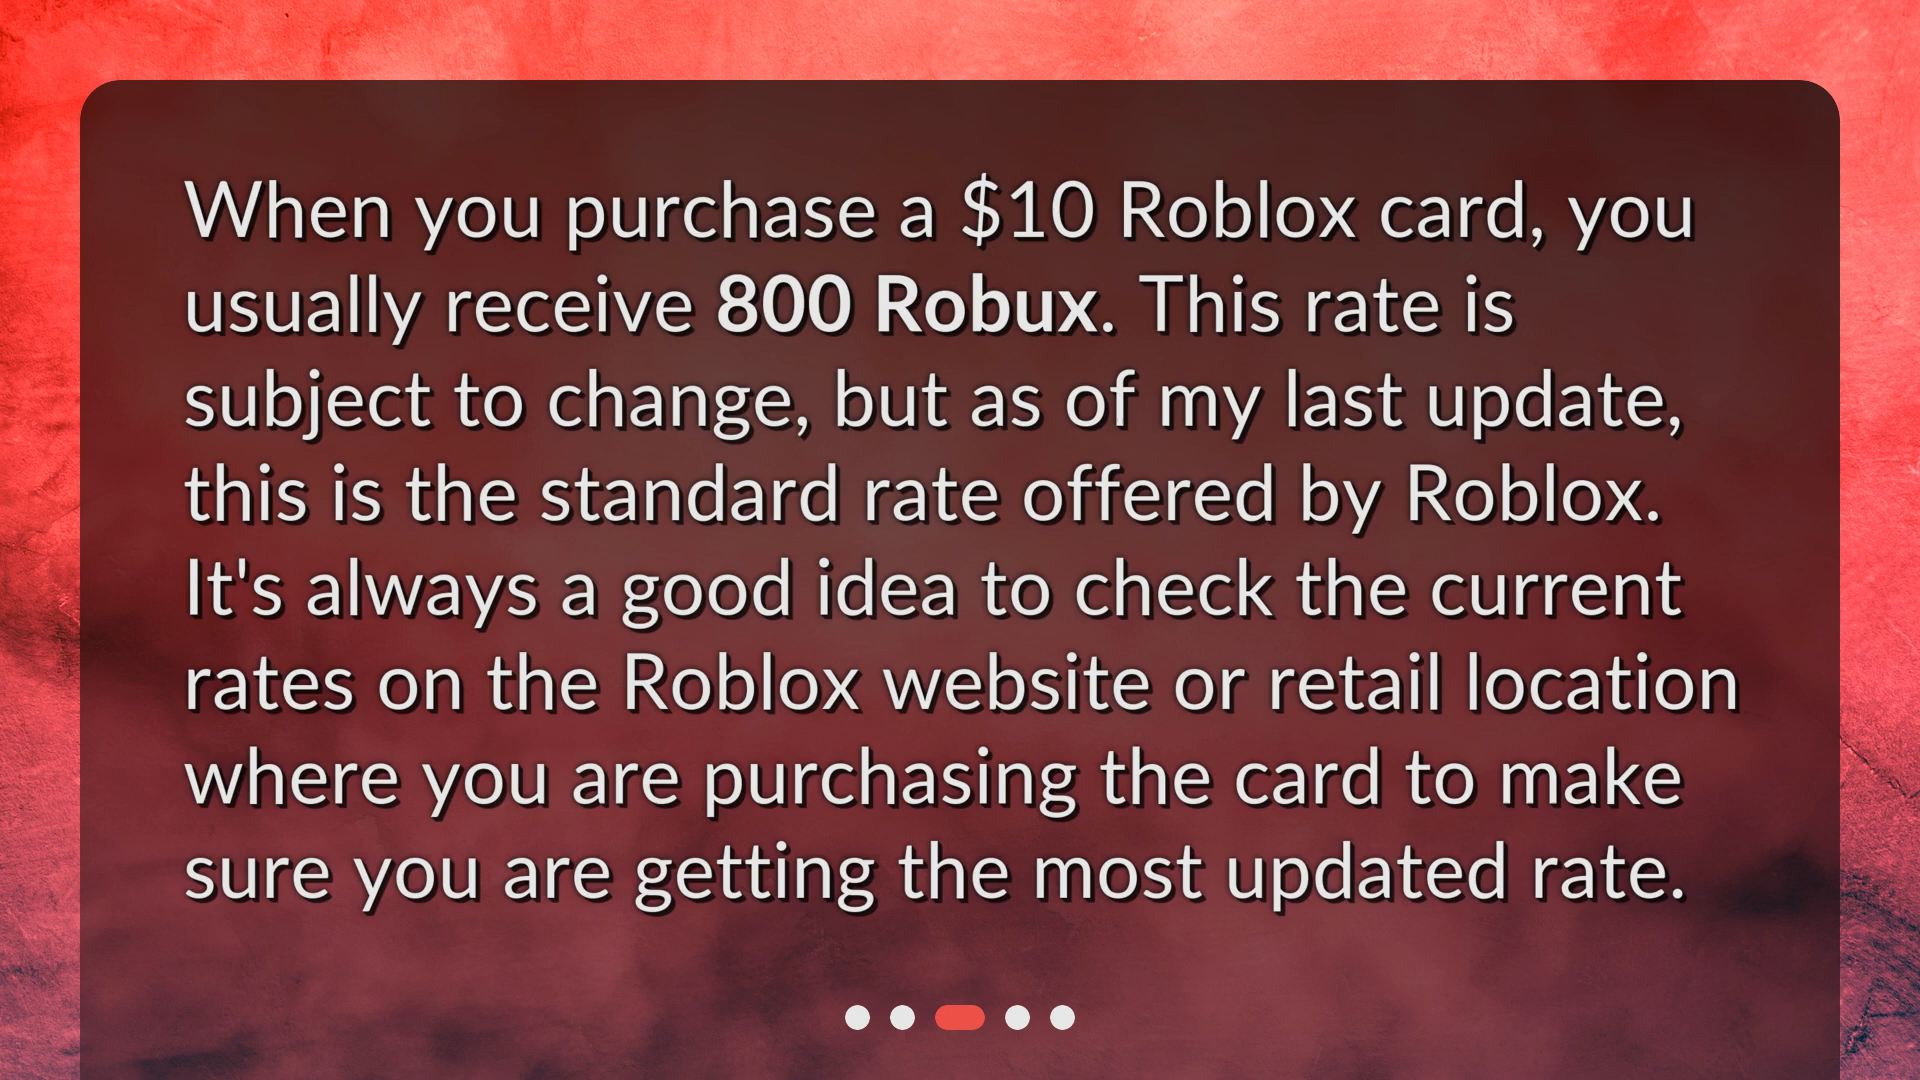 When you purchase a $10 Roblox card, you
usually receive 800 Robux. This rate is
subject to change, but as of my last update,
this is the standard rate offered by Roblox.
It's always a good idea to check the current
rates on the Roblox website or retail location
where you are purchasing the card to make
sure you are getting the most updated rate.